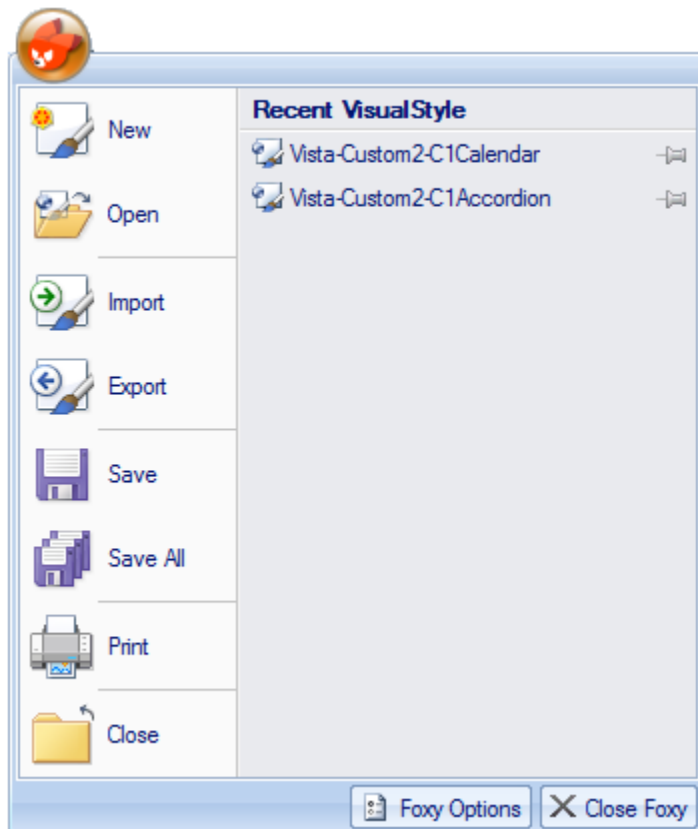 New
Open
Import
Export
Save
Save All
Print
Close
Recent VisualStyle
Vista-Custom2-C1Calendar
Vista-Custom2-C1Accordion
Foxy Options
Close Foxy